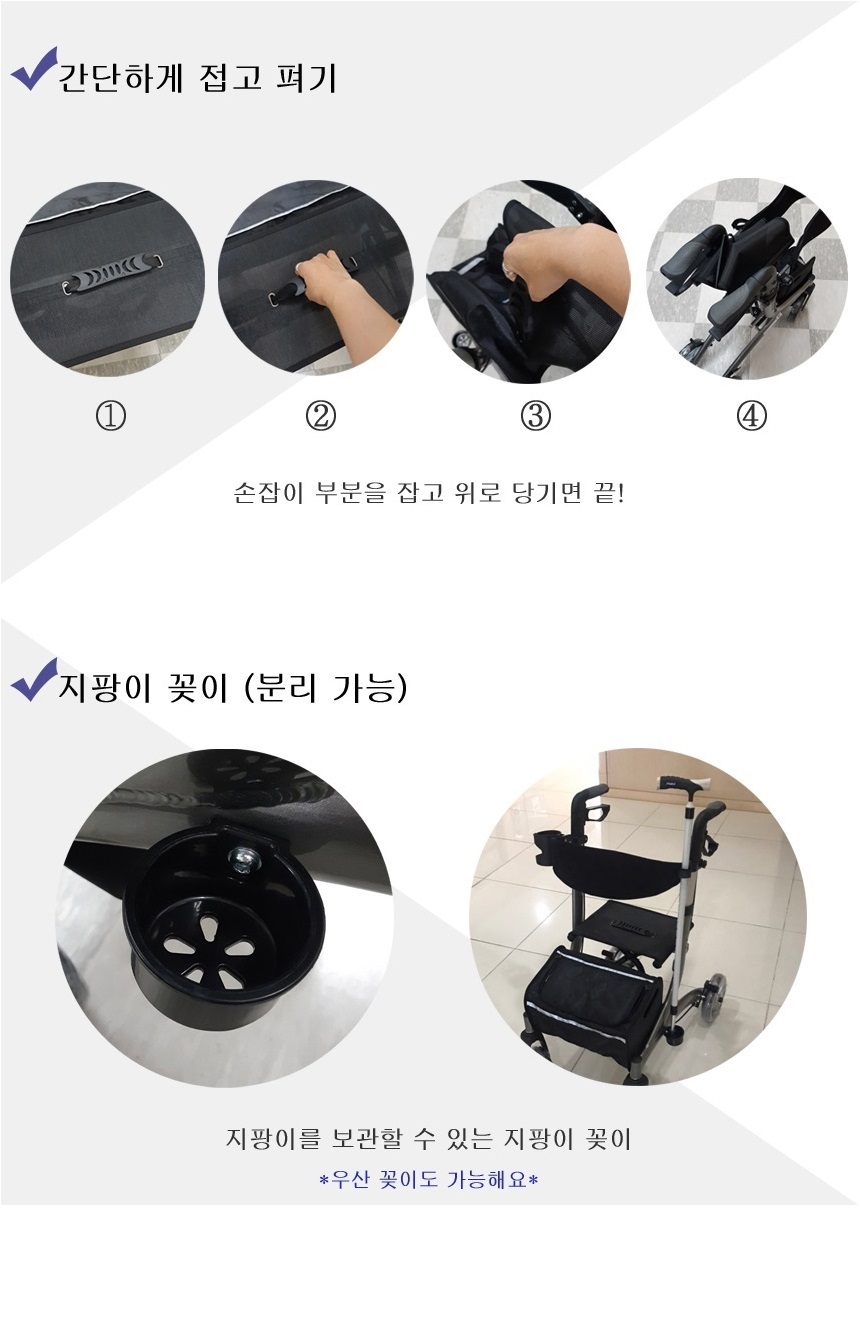 간단하게 접고 펴기
①
②
③
④
손잡이 부분을 잡고 위로 당기면 끝!
지팡이 꽂이 (분리 가능)
지팡이를 보관할 수 있는 지팡이 꽂이
*우산 꽂이도 가능해요*